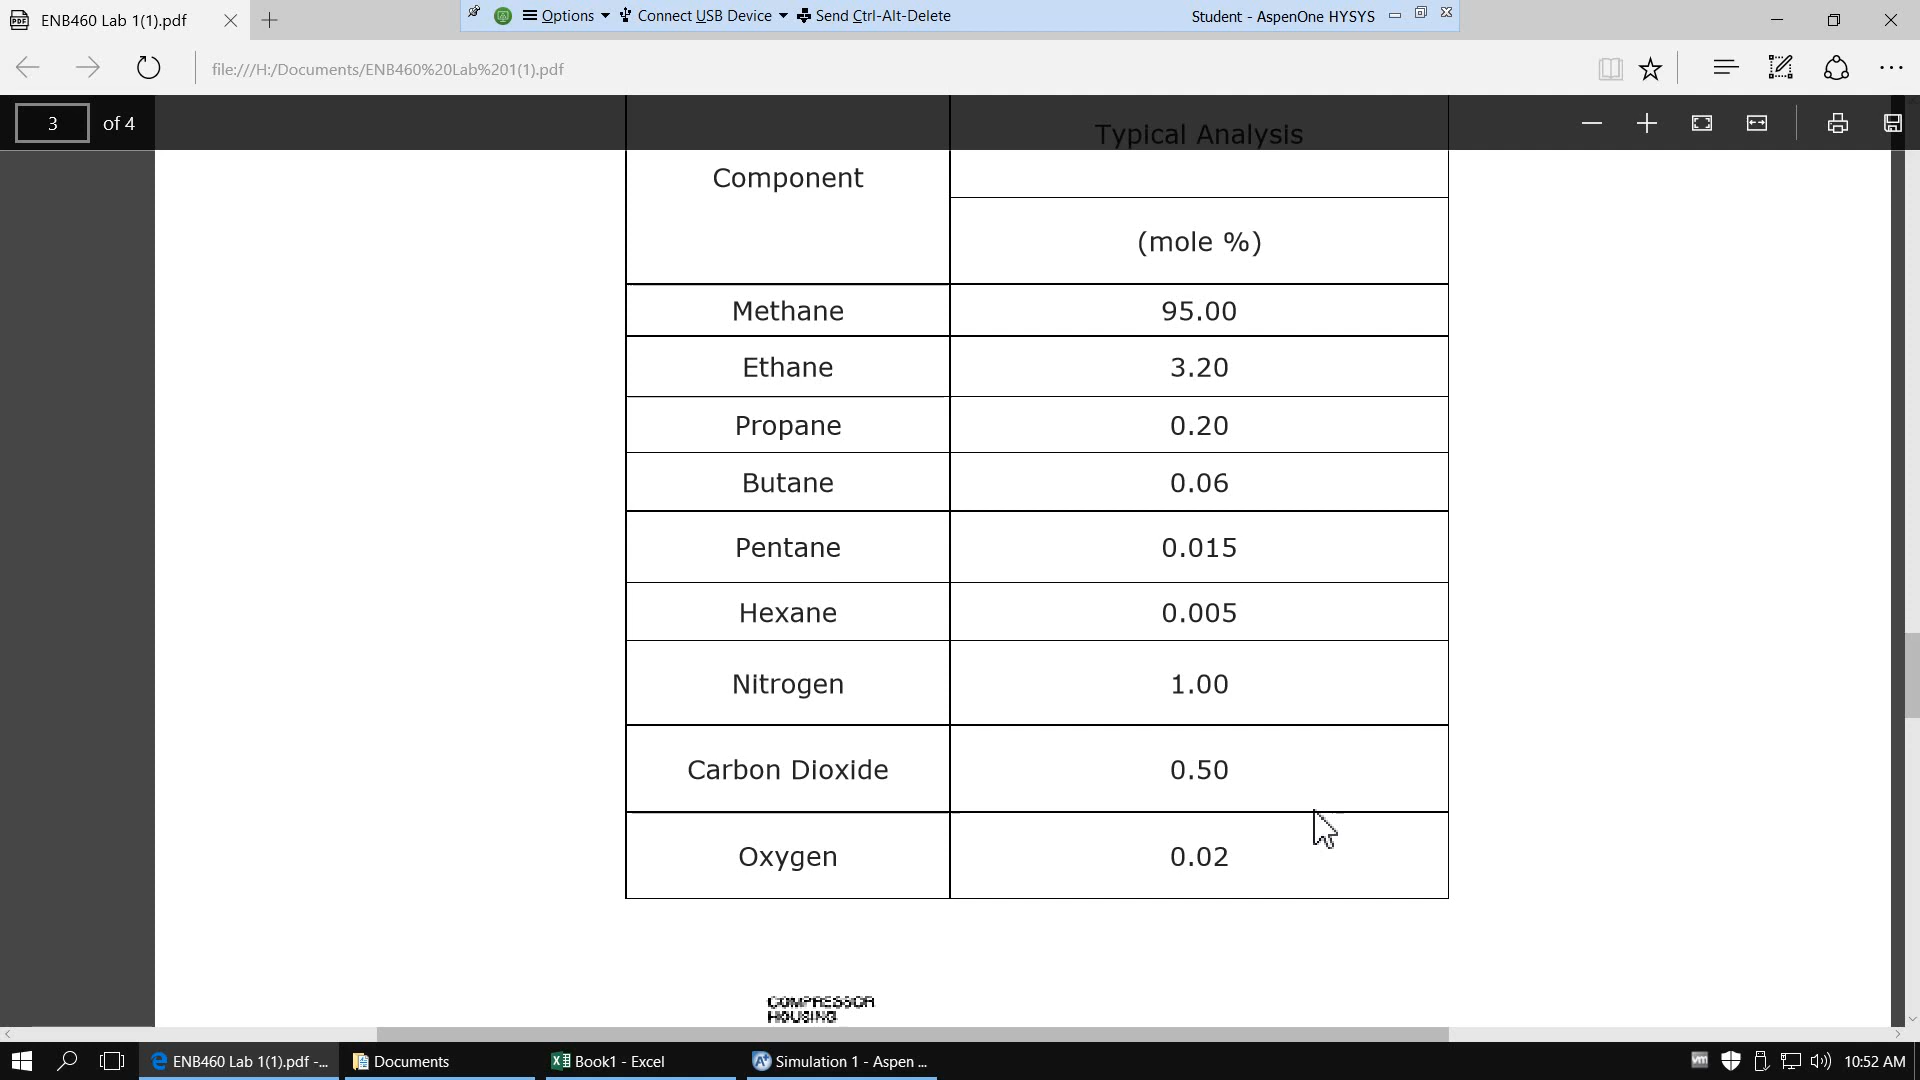 ENB460 Lab 1(1).pdf
Options
Connect USB Device
Send Ctrl-Alt-Delete
Student - AspenOne HYSYS
file:///H:/Documents/ENB460%20Lab%201(1).pdf
3 of 4
Typical Analysis
Component
(mole %)
Methane 95.00
Ethane 3.20
Propane 0.20
Butane 0.06
Pentane 0.015
Hexane 0.005
Nitrogen 1.00
Carbon Dioxide 0.50
Oxygen 0.02
COMPRESSOR
HOUSING
ENB460 Lab 1(1).pdf -...
Documents
Book1 - Excel
Simulation 1 - Aspen ...
10:52 AM